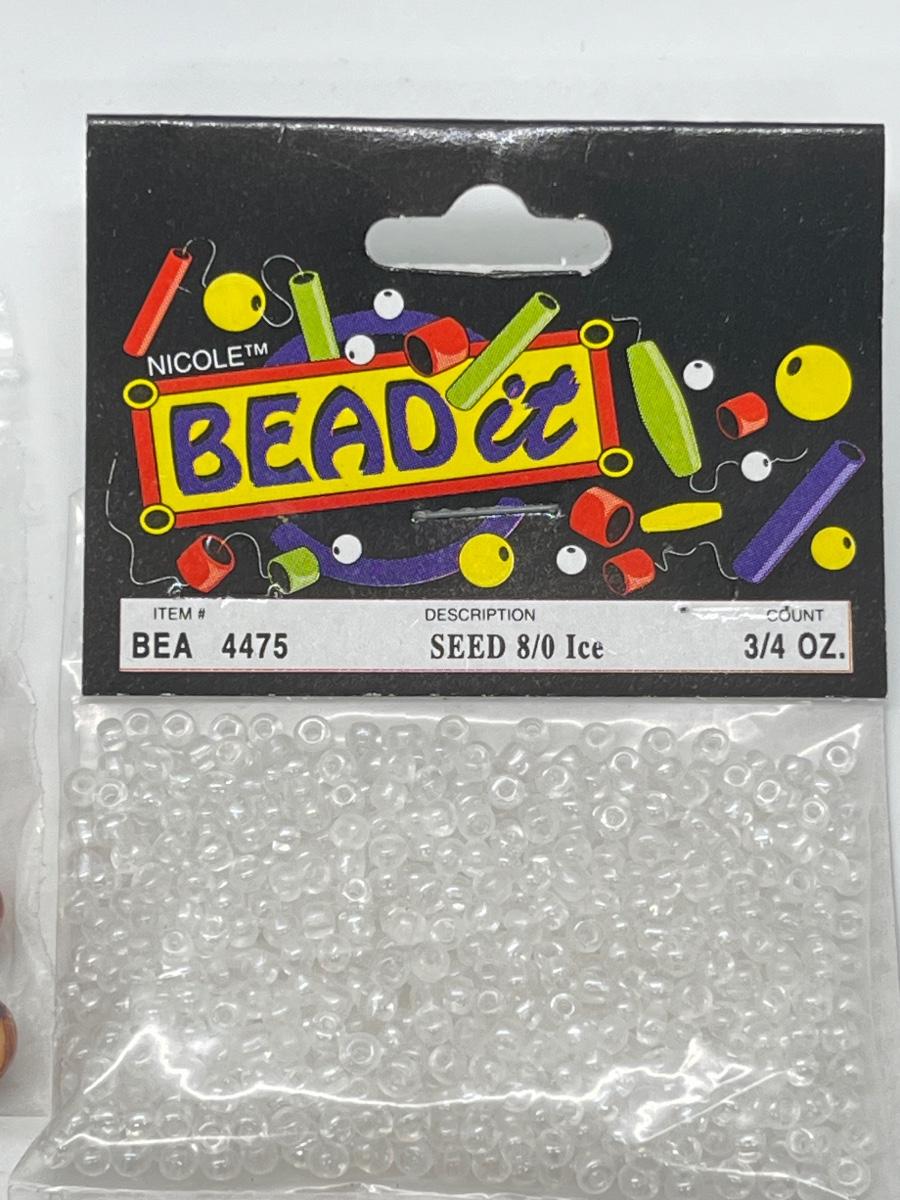 NICOLE™
BEAD it
ITEM # DESCRIPTION COUNT
BEA 4475 SEED 8/0 Ice 3/4 OZ.